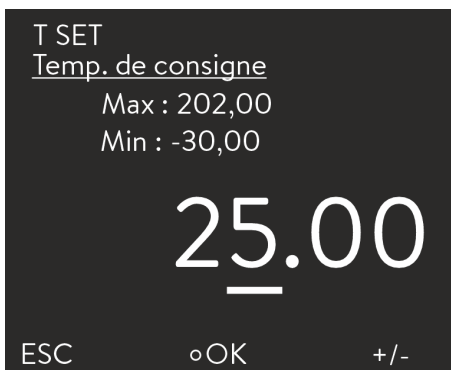 T SET
Temp. de consigne
Max : 202,00
Min : -30,00
25.00
ESC ∘OK +/-